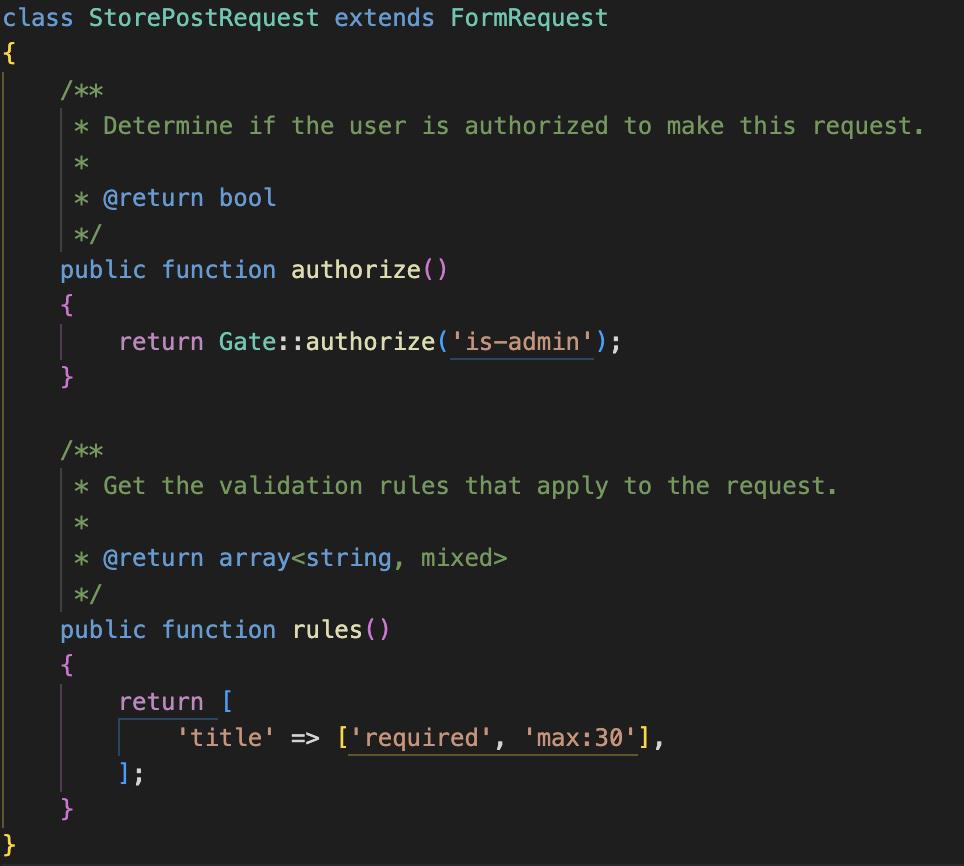 class StorePostRequest extends FormRequest
{
    /**
     * Determine if the user is authorized to make this request.
     *
     * @return bool
     */
    public function authorize()
    {
        return Gate::authorize('is-admin');
    }

    /**
     * Get the validation rules that apply to the request.
     *
     * @return array<string, mixed>
     */
    public function rules()
    {
        return [
            'title' => ['required', 'max:30'],
        ];
    }
}